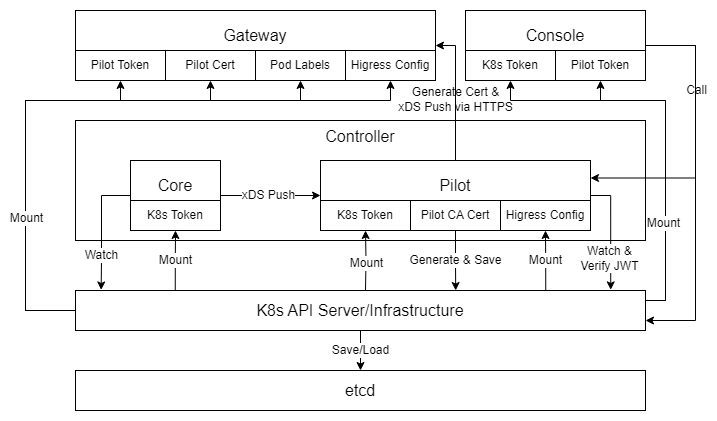 Gateway
Console
Pilot Token
Pilot Cert
Pod Labels
Higress Config
K8s Token
Pilot Token
Generate Cert &
xDS Push via HTTPS
Call
Controller
Core
xDS Push
Pilot
K8s Token
K8s Token
Pilot CA Cert
Higress Config
Mount
Mount
Watch
Mount
Mount
Generate & Save
Mount
Watch &
Verify JWT
K8s API Server/Infrastructure
Save/Load
etcd